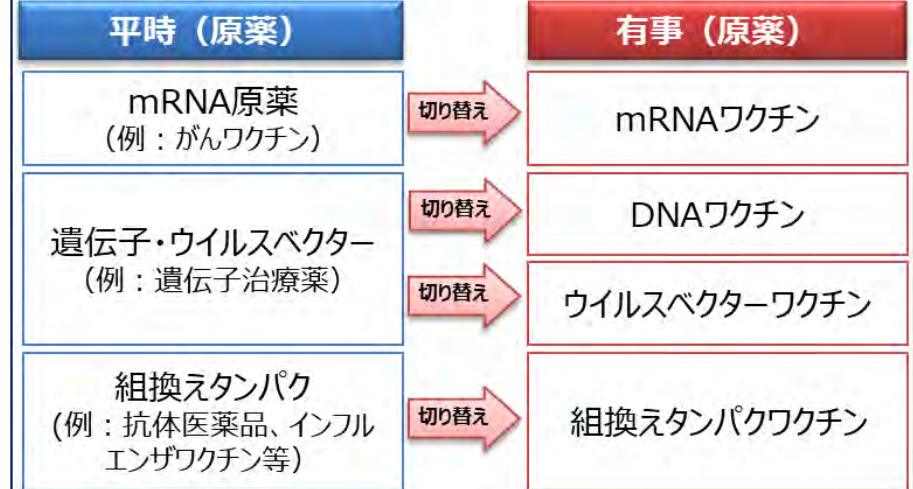 平時（原薬）
有事（原薬）
mRNA原薬
（例：がんワクチン）
切り替え
mRNAワクチン
遺伝子・ウイルスベクター
（例：遺伝子治療薬）
切り替え
DNAワクチン
切り替え
ウイルスベクターワクチン
組換えタンパク
(例：抗体医薬品、インフル
エンザワクチン等）
切り替え
組換えタンパクワクチン